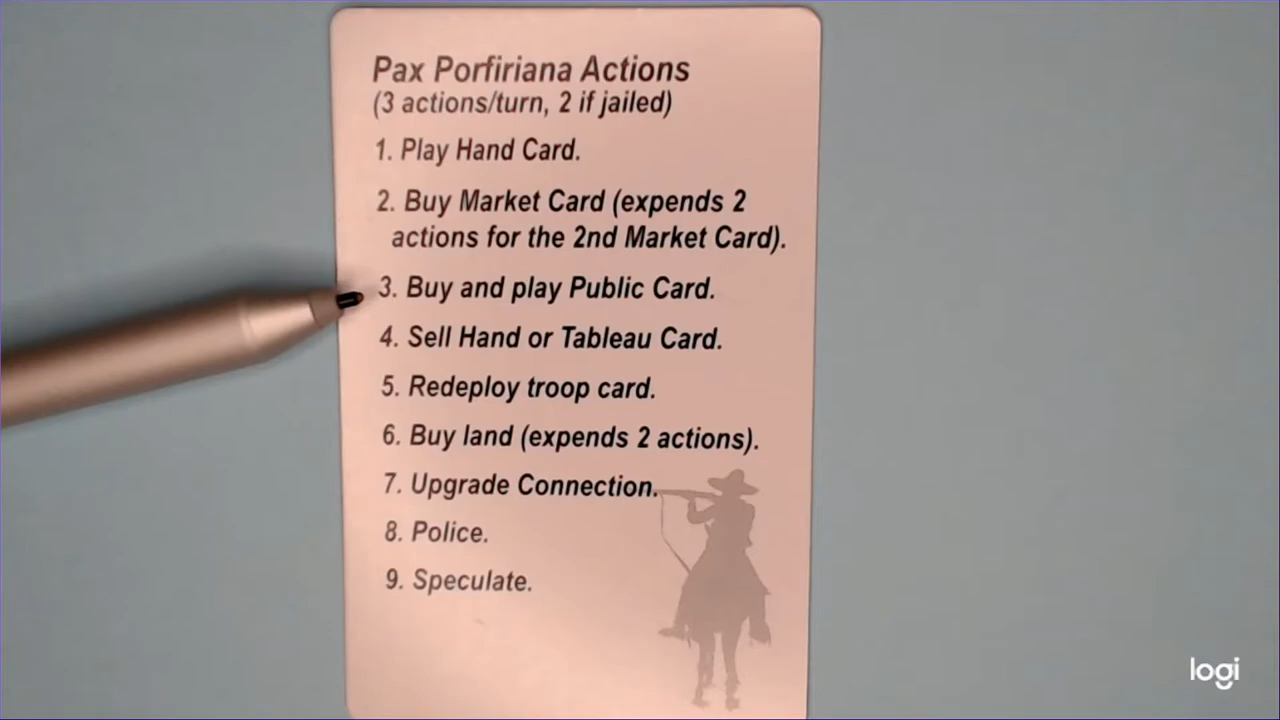 Pax Porfiriana Actions
(3 actions/turn, 2 if jailed)
1. Play Hand Card.
2. Buy Market Card (expends 2
actions for the 2nd Market Card).
3. Buy and play Public Card.
4. Sell Hand or Tableau Card.
5. Redeploy troop card.
6. Buy land (expends 2 actions).
7. Upgrade Connection.
8. Police.
9. Speculate.
logi